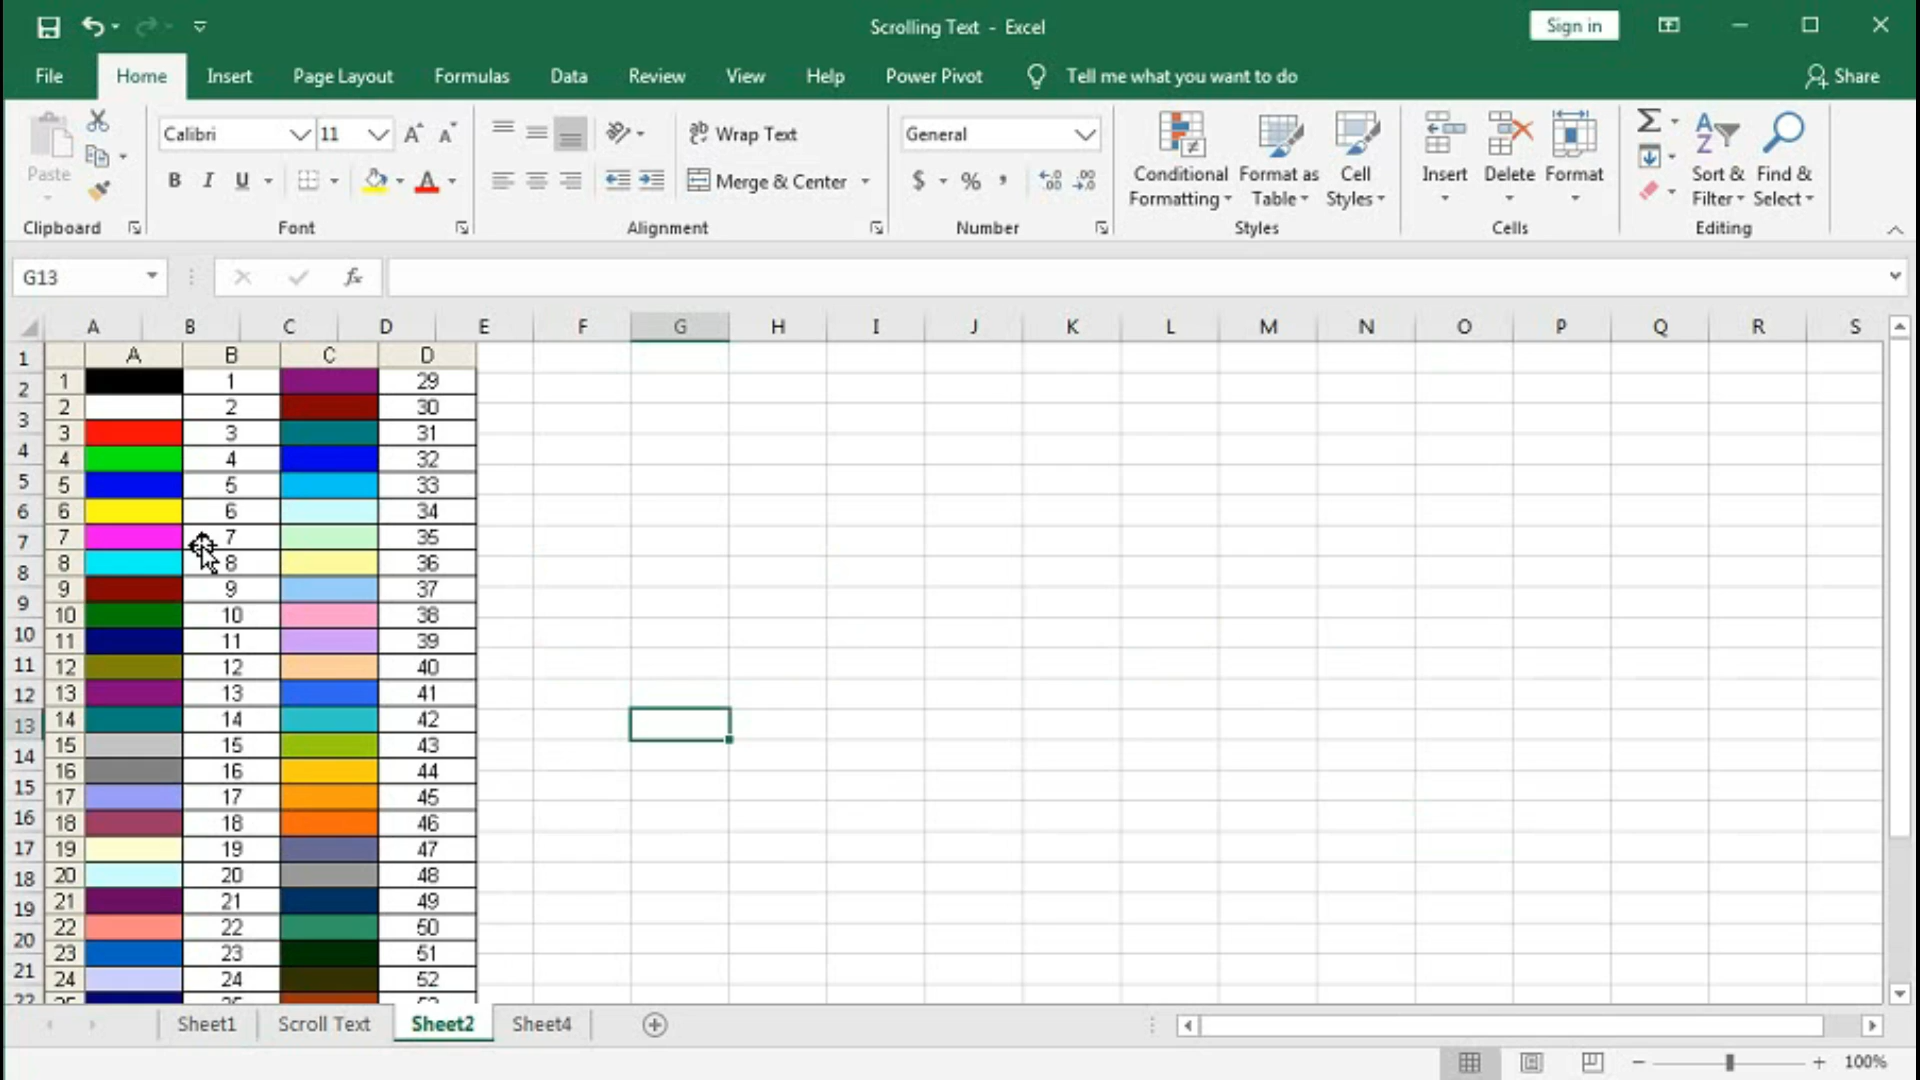 Scrolling Text - Excel
Sign in
File Home Insert Page Layout Formulas Data Review View Help Power Pivot Tell me what you want to do Share
Paste
Clipboard
Calibri 11
B I U
Font
Wrap Text
Merge & Center
Alignment
General
$ % ,
Number
Conditional Formatting
Format as Table
Cell Styles
Styles
Insert Delete Format
Cells
Sort & Filter
Find & Select
Editing
G13
fx
A B C D E F G H I J K L M N O P Q R S
1
2
3
4
5
6
7
8
9
10
11
12
13
14
15
16
17
18
19
20
21
22
A B C D
1 1 29
2 2 30
3 3 31
4 4 32
5 5 33
6 6 34
7 7 35
8 8 36
9 9 37
10 10 38
11 11 39
12 12 40
13 13 41
14 14 42
15 15 43
16 16 44
17 17 45
18 18 46
19 19 47
20 20 48
21 21 49
22 22 50
23 23 51
24 24 52
25 25 53
Sheet1 Scroll Text Sheet2 Sheet4
100%